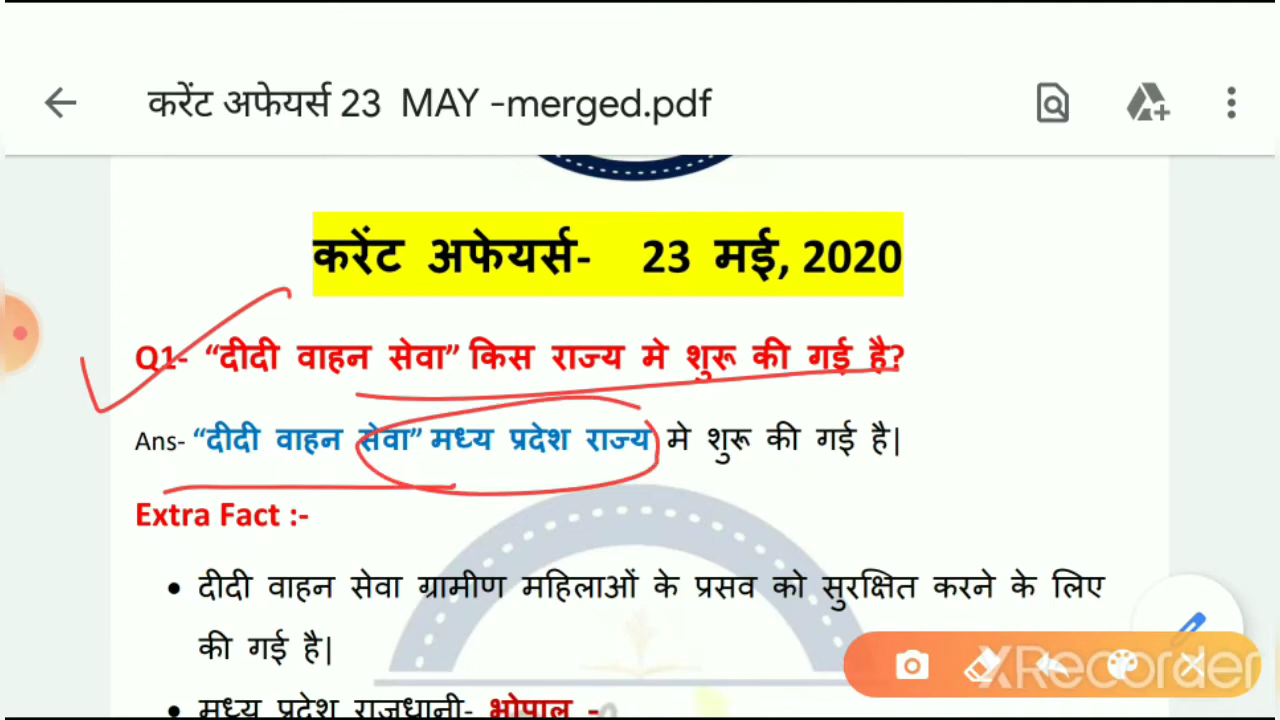 करेंट अफेयर्स 23 MAY -merged.pdf
करेंट अफेयर्स- 23 मई, 2020
Q1- “दीदी वाहन सेवा” किस राज्य मे शुरू की गई है?
Ans- “दीदी वाहन सेवा” मध्य प्रदेश राज्य मे शुरू की गई है|
Extra Fact :-
• दीदी वाहन सेवा ग्रामीण महिलाओं के प्रसव को सुरक्षित करने के लिए
की गई है|
XRecorder
• मध्य प्रदेश राजधानी- भोपाल -